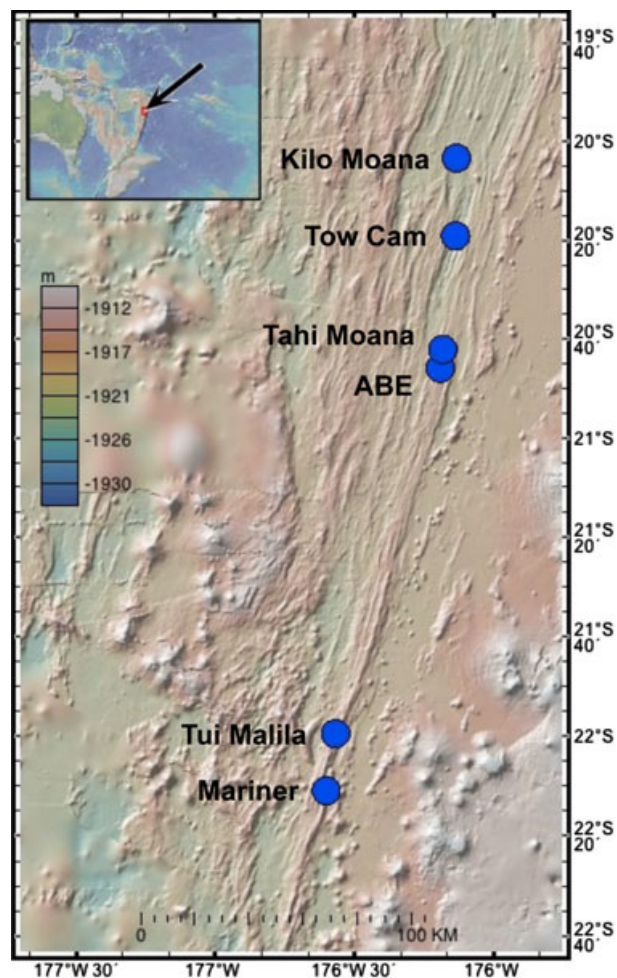 19°S
40´
Kilo Moana
20°S
Tow Cam
20°S
20´
m
-1912
-1917
-1921
-1926
-1930
Tahi Moana
20°S
40´
ABE
21°S
21°S
20´
21°S
40´
Tui Malila
22°S
Mariner
22°S
20´
0
100 KM
22°S
40´
177°W 30´
177°W
176°W 30´
176°W